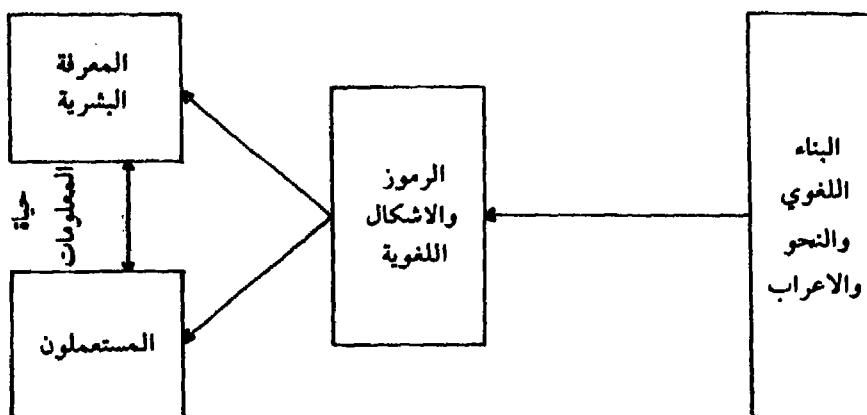 البناء
اللغوي
والنحو
والاعراب
الرموز
والاشكال
اللغوية
المعرفة
البشرية
حياة
المعلومات
المستعملون